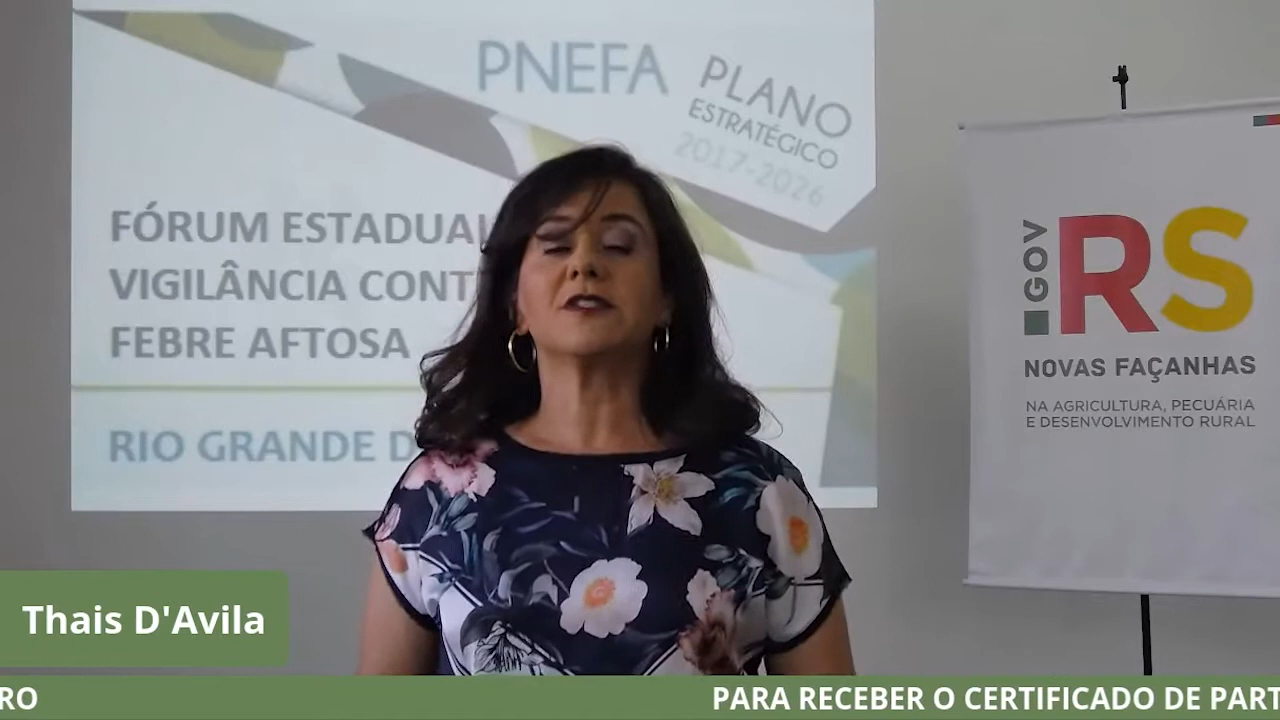 PNEFA
PLANO
ESTRATÉGICO
2017-2026
FÓRUM ESTADUAL
VIGILÂNCIA CONT
FEBRE AFTOSA
RIO GRANDE D
GOV
RS
NOVAS FAÇANHAS
NA AGRICULTURA, PECUÁRIA
E DESENVOLVIMENTO RURAL
Thais D'Avila
RO
PARA RECEBER O CERTIFICADO DE PART